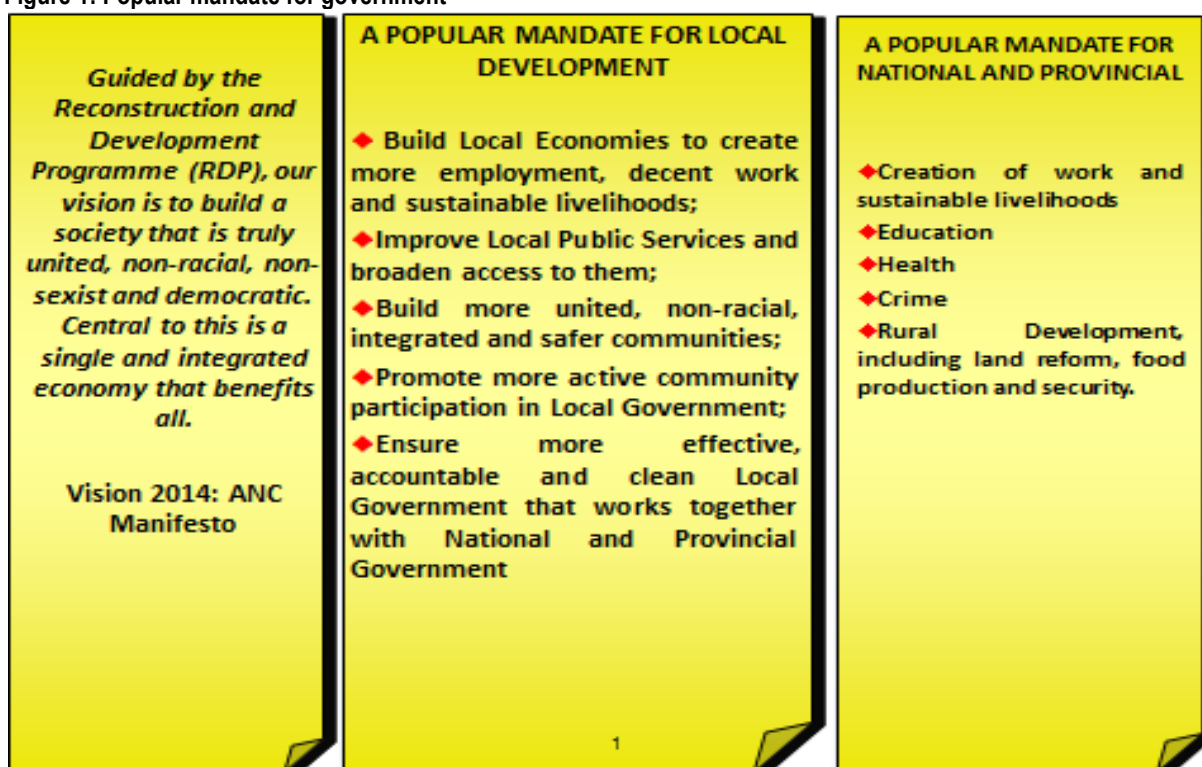 Figure 1: Popular mandate for government
Guided by the
Reconstruction and
Development
Programme (RDP), our
vision is to build a
society that is truly
united, non-racial, non-
sexist and democratic.
Central to this is a
single and integrated
economy that benefits
all.
Vision 2014: ANC
Manifesto
A POPULAR MANDATE FOR LOCAL
DEVELOPMENT
◆ Build Local Economies to create
more employment, decent work
and sustainable livelihoods;
◆Improve Local Public Services and
broaden access to them;
◆Build more united, non-racial,
integrated and safer communities;
◆Promote more active community
participation in Local Government;
◆Ensure more effective,
accountable and clean Local
Government that works together
with National and Provincial
Government
1
A POPULAR MANDATE FOR
NATIONAL AND PROVINCIAL
◆Creation of work and
sustainable livelihoods
◆Education
◆Health
◆Crime
◆Rural Development,
including land reform, food
production and security.